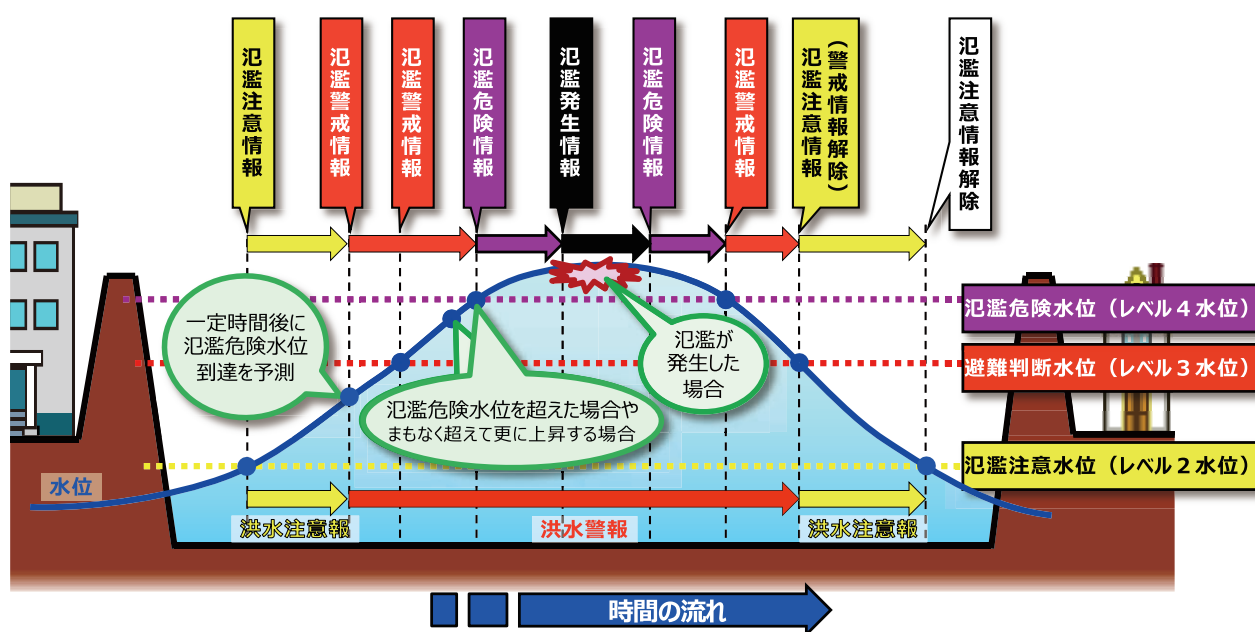 氾濫注意情報
氾濫警戒情報
氾濫警戒情報
氾濫危険情報
氾濫発生情報
氾濫危険情報
氾濫警戒情報
氾濫注意情報
(警戒情報解除)
氾濫注意情報解除
一定時間後に
氾濫危険水位
到達を予測
氾濫危険水位を超えた場合や
まもなく超えて更に上昇する場合
氾濫が
発生した
場合
氾濫危険水位(レベル4水位)
避難判断水位(レベル3水位)
氾濫注意水位(レベル2水位)
水位
洪水注意報
洪水警報
洪水注意報
時間の流れ